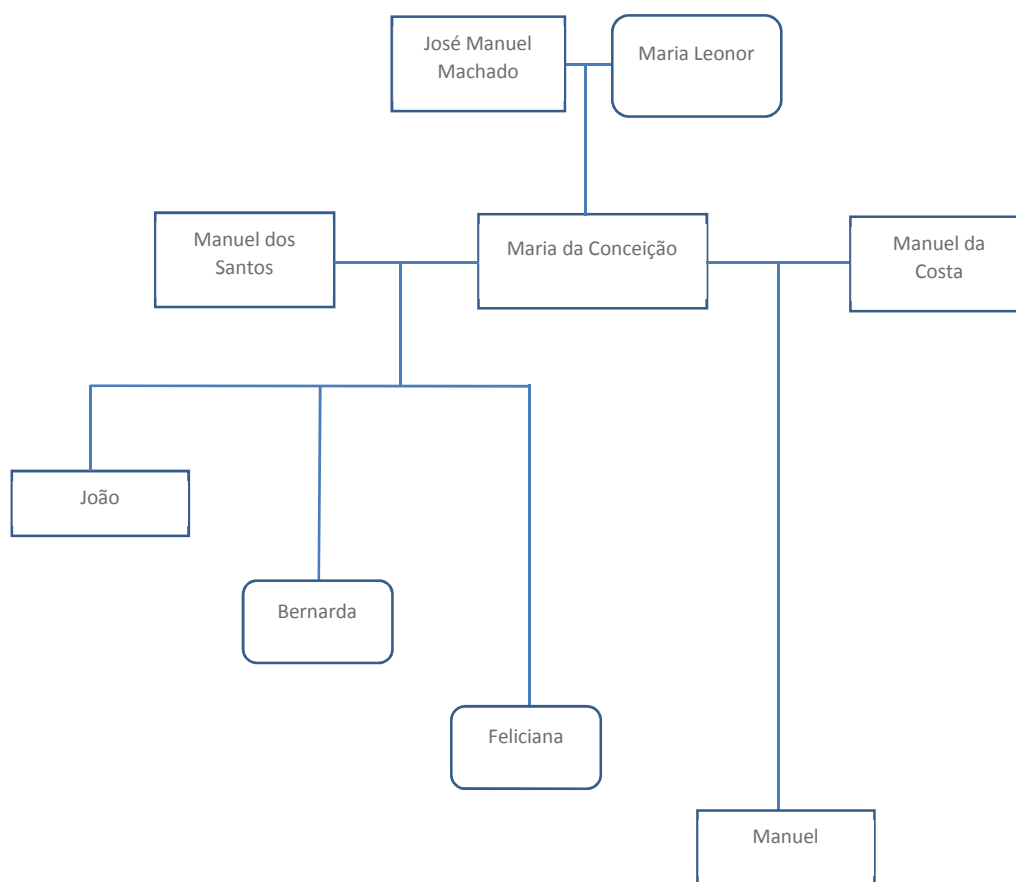 José Manuel
Machado
Maria Leonor
Manuel dos
Santos
Maria da Conceição
Manuel da
Costa
João
Bernarda
Feliciana
Manuel